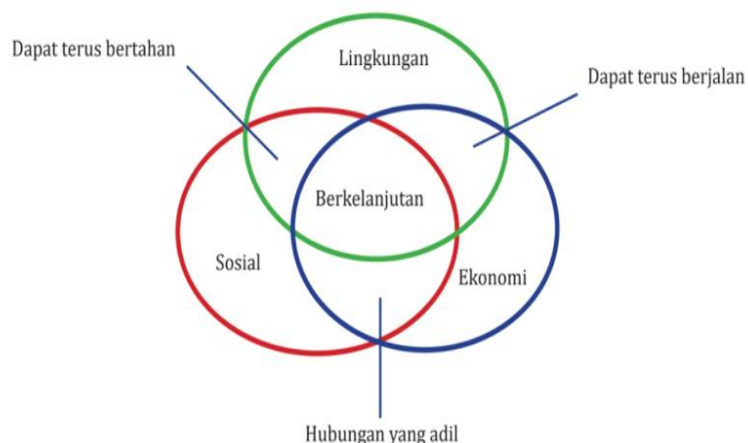 Dapat terus bertahan
Lingkungan
Dapat terus berjalan
Berkelanjutan
Sosial
Ekonomi
Hubungan yang adil